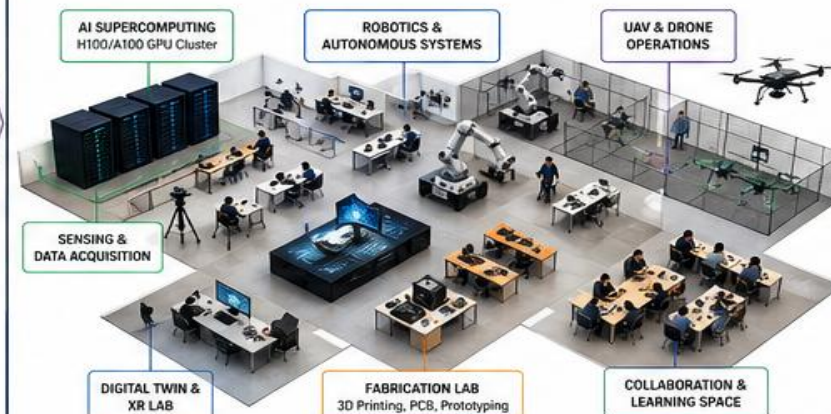 AI SUPERCOMPUTING
H100/A100 GPU Cluster
ROBOTICS &
AUTONOMOUS SYSTEMS
UAV & DRONE
OPERATIONS
SENSING &
DATA ACQUISITION
DIGITAL TWIN &
XR LAB
FABRICATION LAB
3D Printing, PCB, Prototyping
COLLABORATION &
LEARNING SPACE